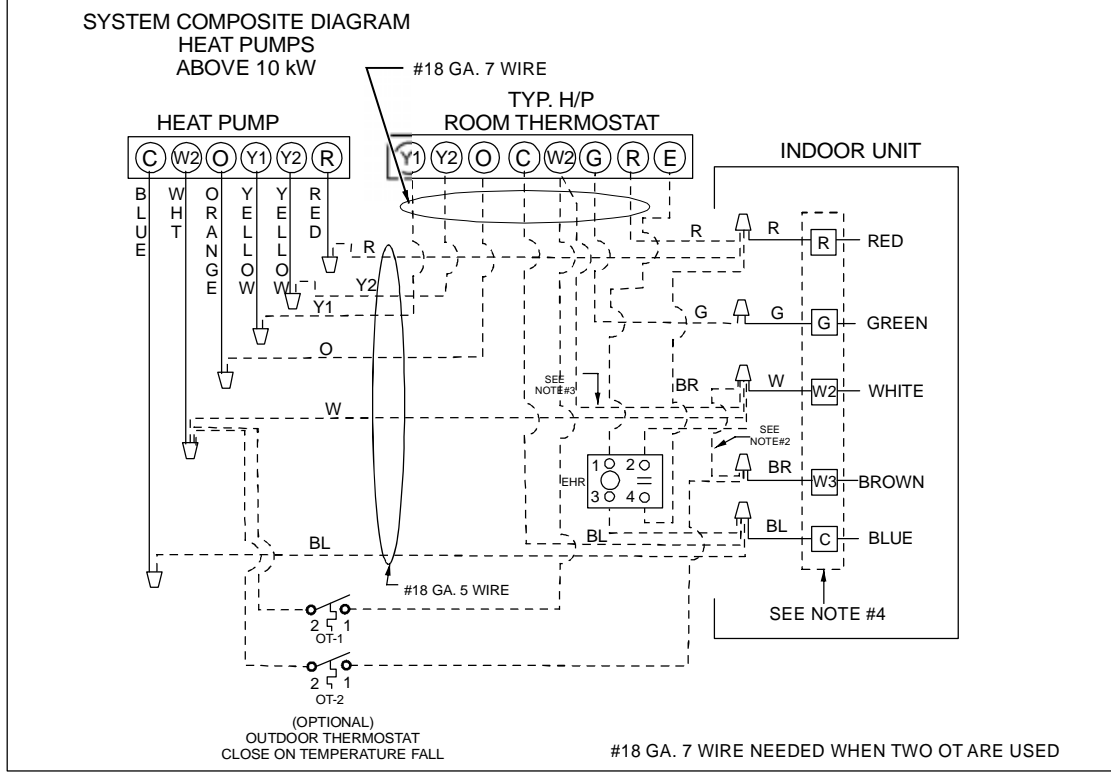 SYSTEM COMPOSITE DIAGRAM
HEAT PUMPS
ABOVE 10 kW
#18 GA. 7 WIRE
TYP. H/P
ROOM THERMOSTAT
HEAT PUMP
INDOOR UNIT
C W2 O Y1 Y2 R
Y1 Y2 O C W2 G R E
BLUE
WHT
ORANGE
YELLOW
YELLOW
RED
R
R
R
R
RED
Y2
Y1
G
G
G
GREEN
O
SEE
NOTE#3
BR
W
W2
WHITE
W
SEE
NOTE#2
EHR
1 2
3 4
BR
W3
BROWN
BL
BL
BL
C
BLUE
#18 GA. 5 WIRE
SEE NOTE #4
2 1
OT-1
2 1
OT-2
(OPTIONAL)
OUTDOOR THERMOSTAT
CLOSE ON TEMPERATURE FALL
#18 GA. 7 WIRE NEEDED WHEN TWO OT ARE USED